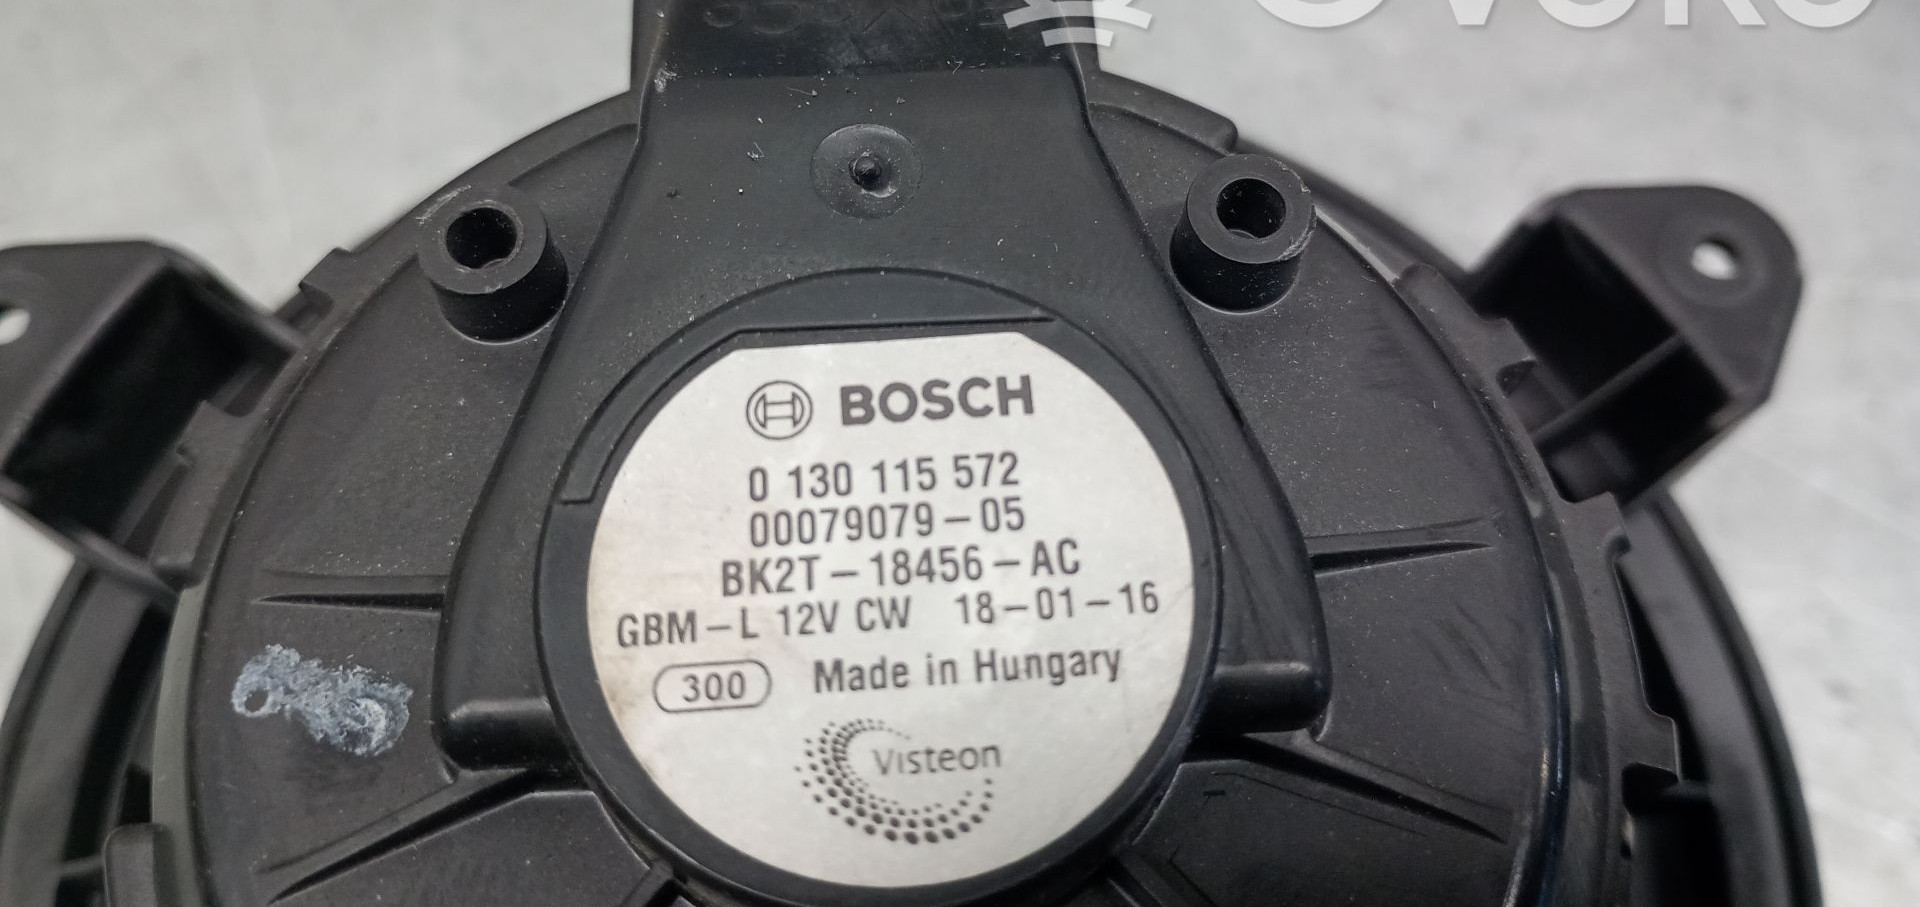 BOSCH
0 130 115 572
00079079-05
BK2T-18456-AC
GBM-L 12V CW 18-01-16
300 Made in Hungary
Visteon